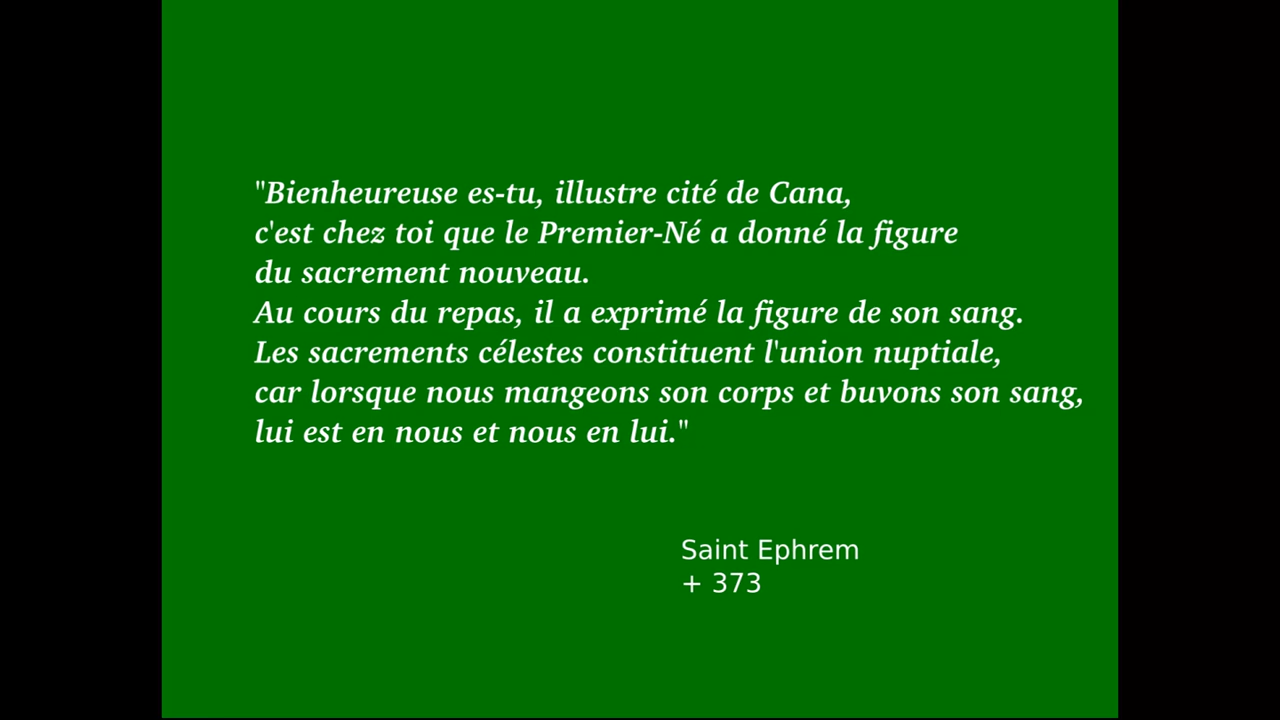 "Bienheureuse es-tu, illustre cité de Cana,
c'est chez toi que le Premier-Né a donné la figure
du sacrement nouveau.
Au cours du repas, il a exprimé la figure de son sang.
Les sacrements célestes constituent l'union nuptiale,
car lorsque nous mangeons son corps et buvons son sang,
lui est en nous et nous en lui."
Saint Ephrem
+ 373